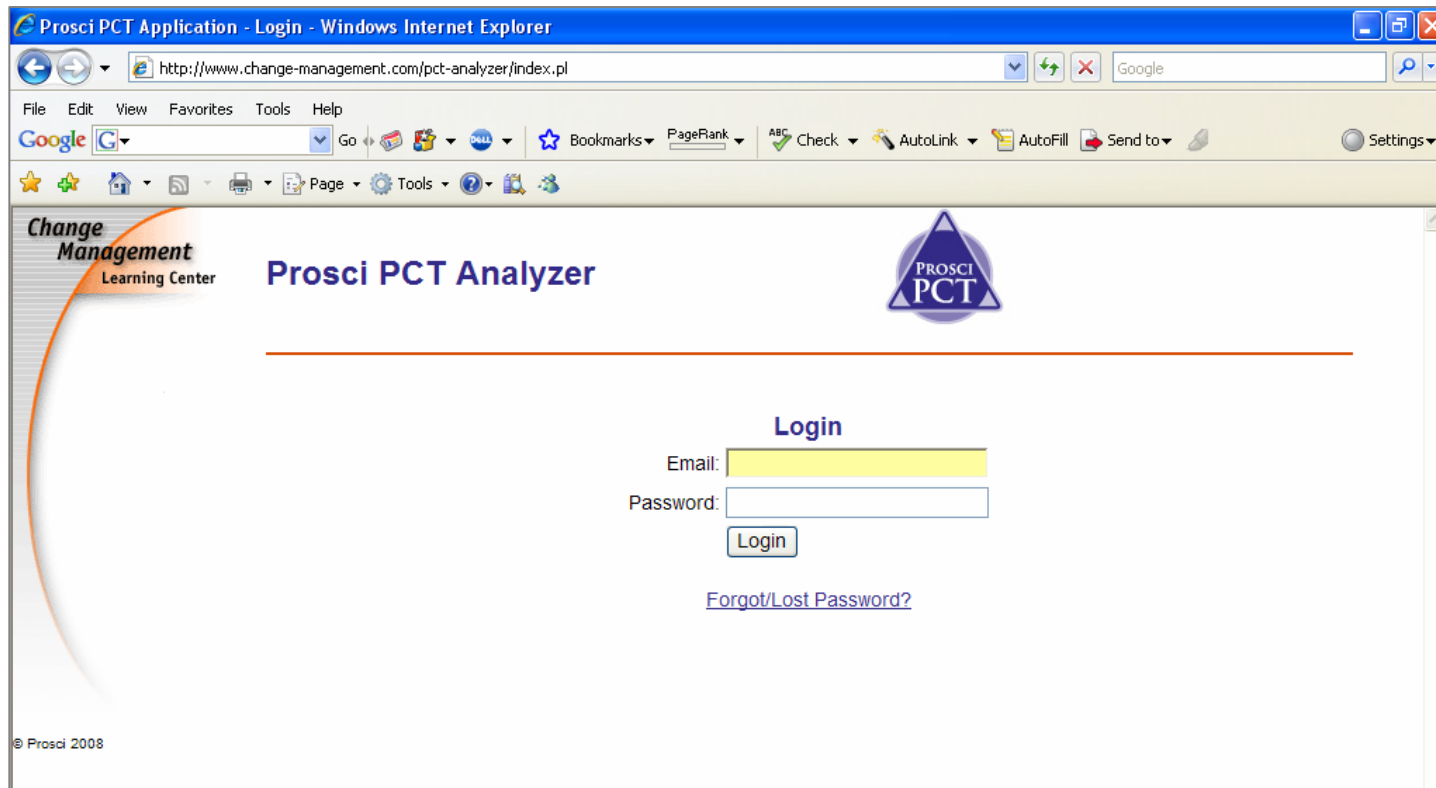 Prosci PCT Application - Login - Windows Internet Explorer
http://www.change-management.com/pct-analyzer/index.pl Google
File Edit View Favorites Tools Help
Google G Go DELL Bookmarks PageRank ABC Check AutoLink AutoFill Send to Settings
Page Tools
Change
Management
Learning Center
Prosci PCT Analyzer
PROSCI
PCT
Login
Email:
Password:
Login
Forgot/Lost Password?
© Prosci 2008